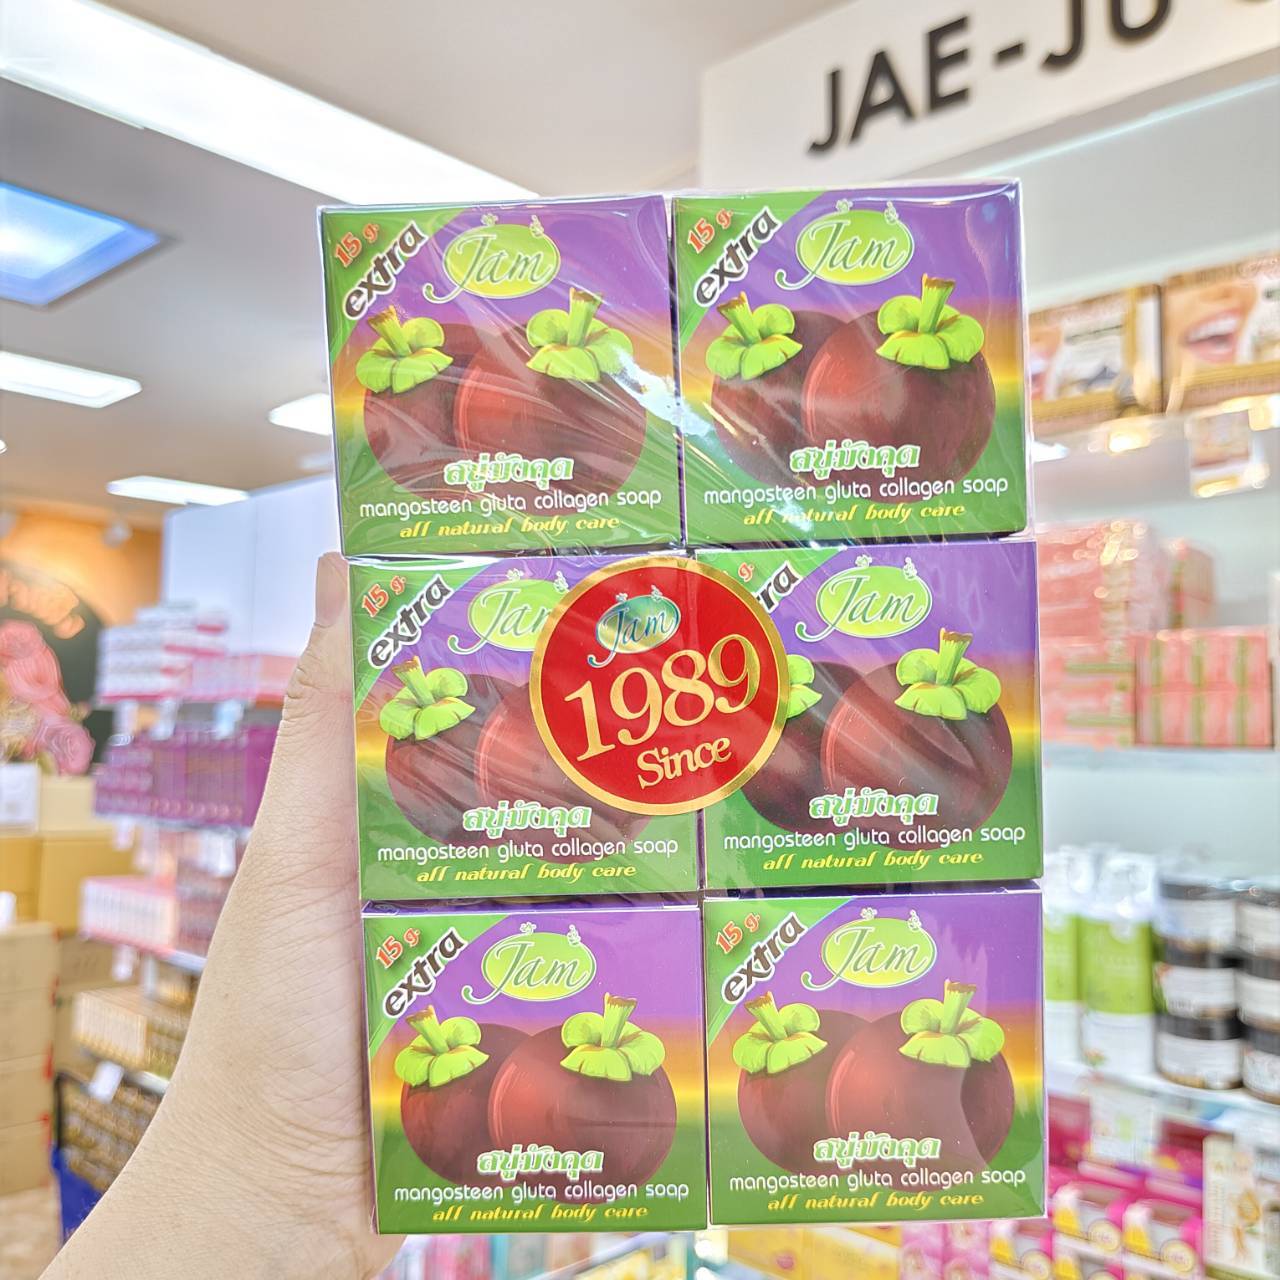 JAE-JU
15 g.
extra
Jam
สบู่มังคุด
mangosteen gluta collagen soap
all natural body care
15 g.
extra
Jam
สบู่มังคุด
mangosteen gluta collagen soap
all natural body care
15 g.
extra
Jam
สบู่มังคุด
mangosteen gluta collagen soap
all natural body care
Jam
1989
Since
Jam
สบู่มังคุด
mangosteen gluta collagen soap
all natural body care
15 g.
extra
Jam
สบู่มังคุด
mangosteen gluta collagen soap
all natural body care
15 g.
extra
Jam
สบู่มังคุด
mangosteen gluta collagen soap
all natural body care